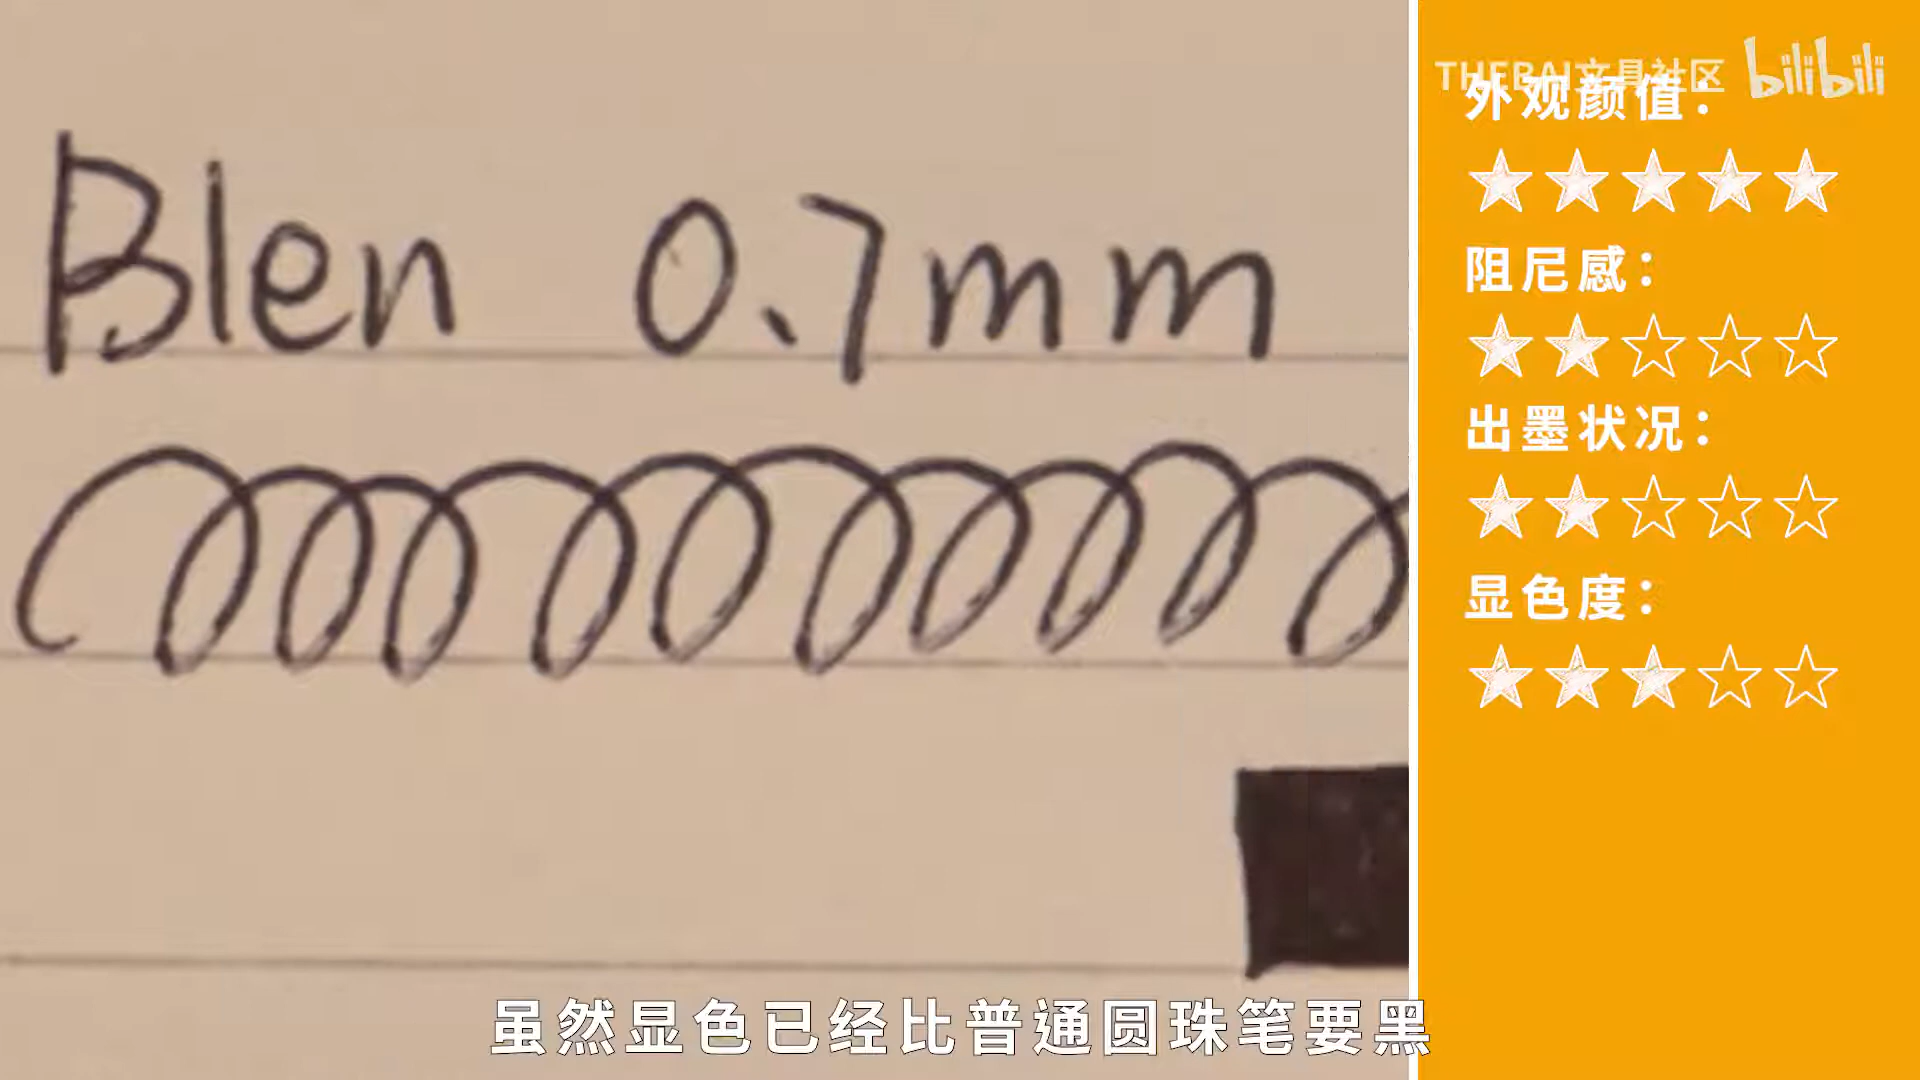 Blen 0.7mm
THEBAI文具社区 bilibili
外观颜值：
阻尼感：
出墨状况：
显色度：
虽然显色已经比普通圆珠笔要黑